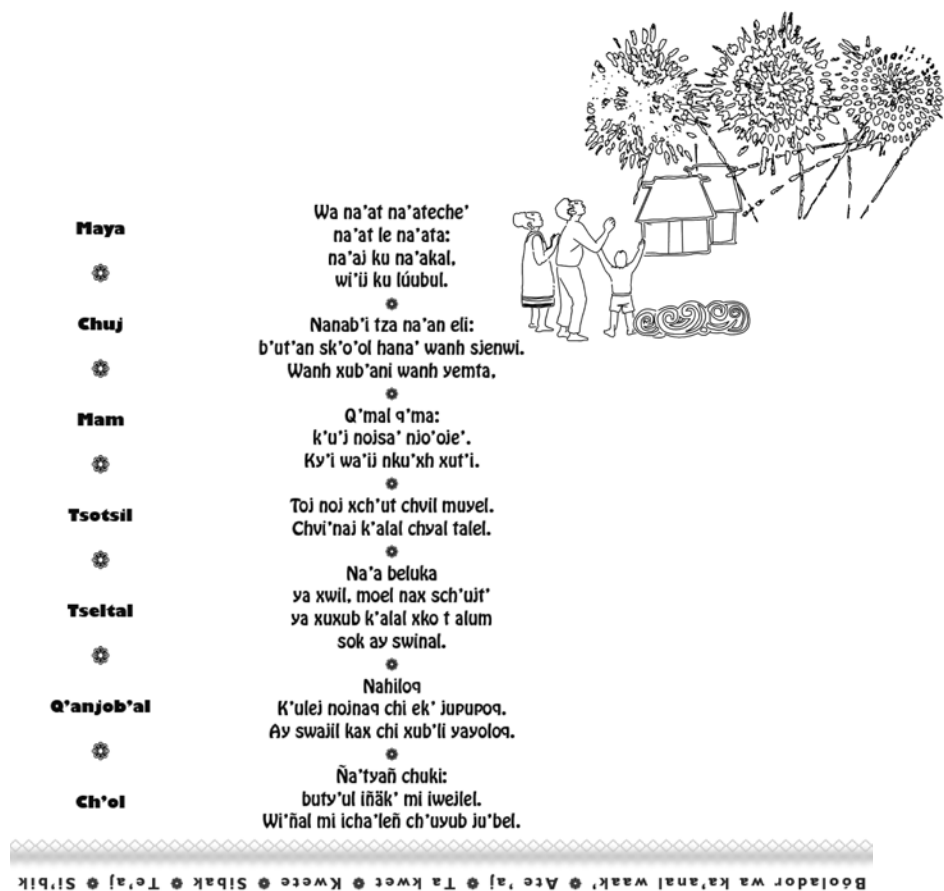 Maya
Wa na'at na'ateche'
na'at le na'ata:
na'aj ku na'akal,
wi'ij ku lúubul.
Chuj
Nanab'i tza na'an eli:
b'ut'an sk'o'ol hana' wanh sjenwi.
Wanh xub'ani wanh yemta,
Mam
Q'mal q'ma:
k'u'j nojsa' njo'oje'.
Ky'i wa'ij nku'xh xut'i.
Tsotsil
Toj noj xch'ut chvil muyel.
Chvi'naj k'alal chyal talel.
Tseltal
Na'a beluka
ya xwil, moel nax sch'ujt'
ya xuxub k'alal xko t alum
sok ay swinal.
Q'anjob'al
Nahiloq
K'ulej nojnaq chi ek' jupupoq.
Ay swajil kax chi xub'li yayoloq.
Ch'ol
Ña'tyañ chuki:
buty'ul iñäk' mi iwejlel.
Wi'ñal mi icha'leñ ch'uyub ju'bel.
Bóolador wa ka'anal waak' ❁ Ate 'aj ❁ Ta kwet ❁ Kwete ❁ Sibak ❁ Te'aj ❁ Si'bik